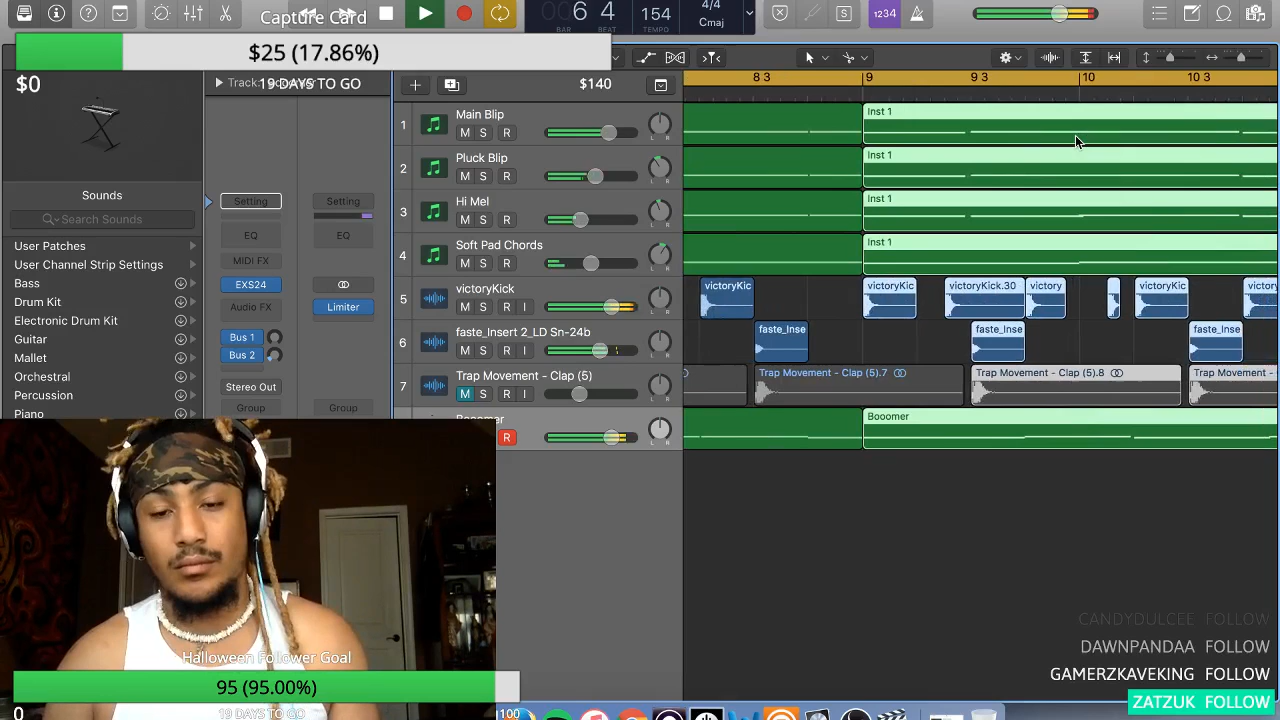 Capture Card
6 4
154
4/4
Cmaj
TEMPO
1234
S
$25 (17.86%)
$0
19 DAYS TO GO
$140
8 3
9
9 3
10
10 3
Sounds
Search Sounds
User Patches
User Channel Strip Settings
Bass
Drum Kit
Electronic Drum Kit
Guitar
Mallet
Orchestral
Percussion
Piano
Setting
Setting
EQ
EQ
MIDI FX
EXS24
Audio FX
Limiter
Bus 1
Bus 2
Stereo Out
Group
Group
1
Main Blip
M S R
L R
2
Pluck Blip
M S R
L R
3
Hi Mel
M S R
L R
4
Soft Pad Chords
M S R
L R
5
victoryKick
M S R I
L R
6
faste_Insert 2_LD Sn-24b
M S R I
L R
7
Trap Movement - Clap (5)
M S R I
L R
R
L R
Inst 1
Inst 1
Inst 1
Inst 1
victoryKic
victoryKic
victoryKick.30
victory
victoryKic
victory
faste_Inse
faste_Inse
faste_Inse
Trap Movement - Clap (5).7
Trap Movement - Clap (5).8
Trap Movement -
Booomer
Halloween Follower Goal
95 (95.00%)
0
19 DAYS TO GO
CANDYDULCEE FOLLOW
DAWNPANDAA FOLLOW
GAMERZKAVEKING FOLLOW
ZATZUK FOLLOW